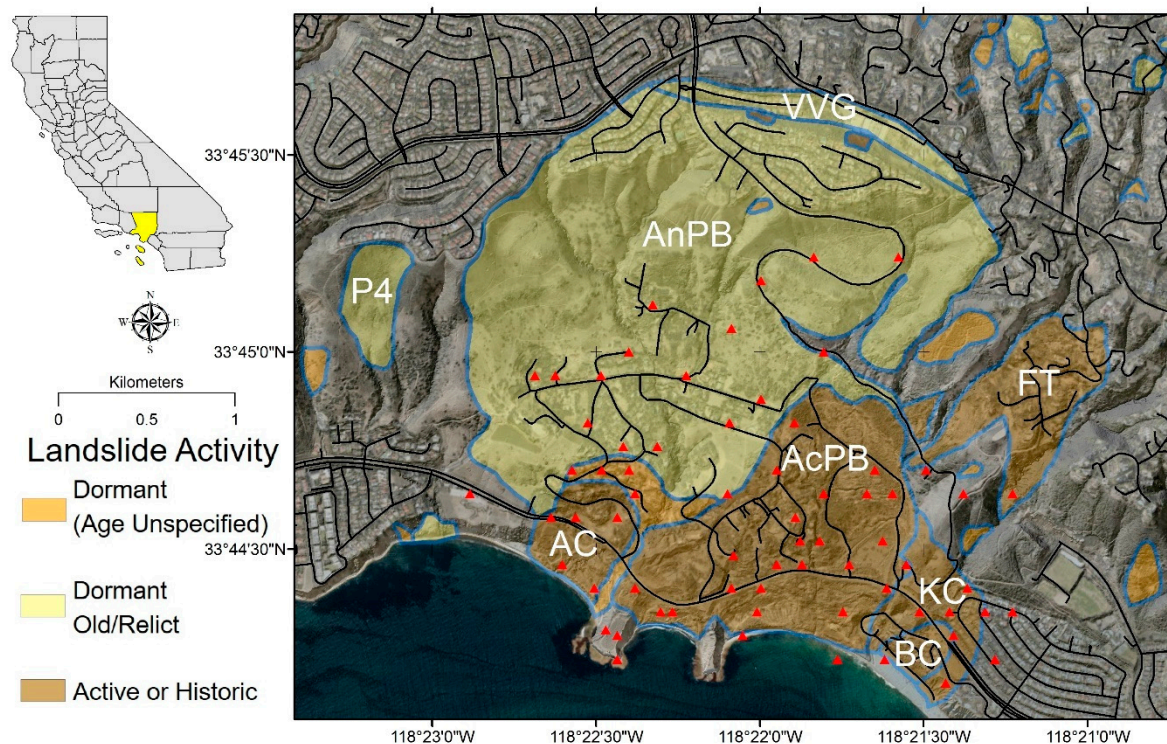 N
W E
S
Kilometers
0 0.5 1
Landslide Activity
Dormant
(Age Unspecified)
Dormant
Old/Relict
Active or Historic
33°45'30"N
33°45'0"N
33°44'30"N
VVG
AnPB
P4
FT
AcPB
AC
KC
BC
118°23'0"W 118°22'30"W 118°22'0"W 118°21'30"W 118°21'0"W